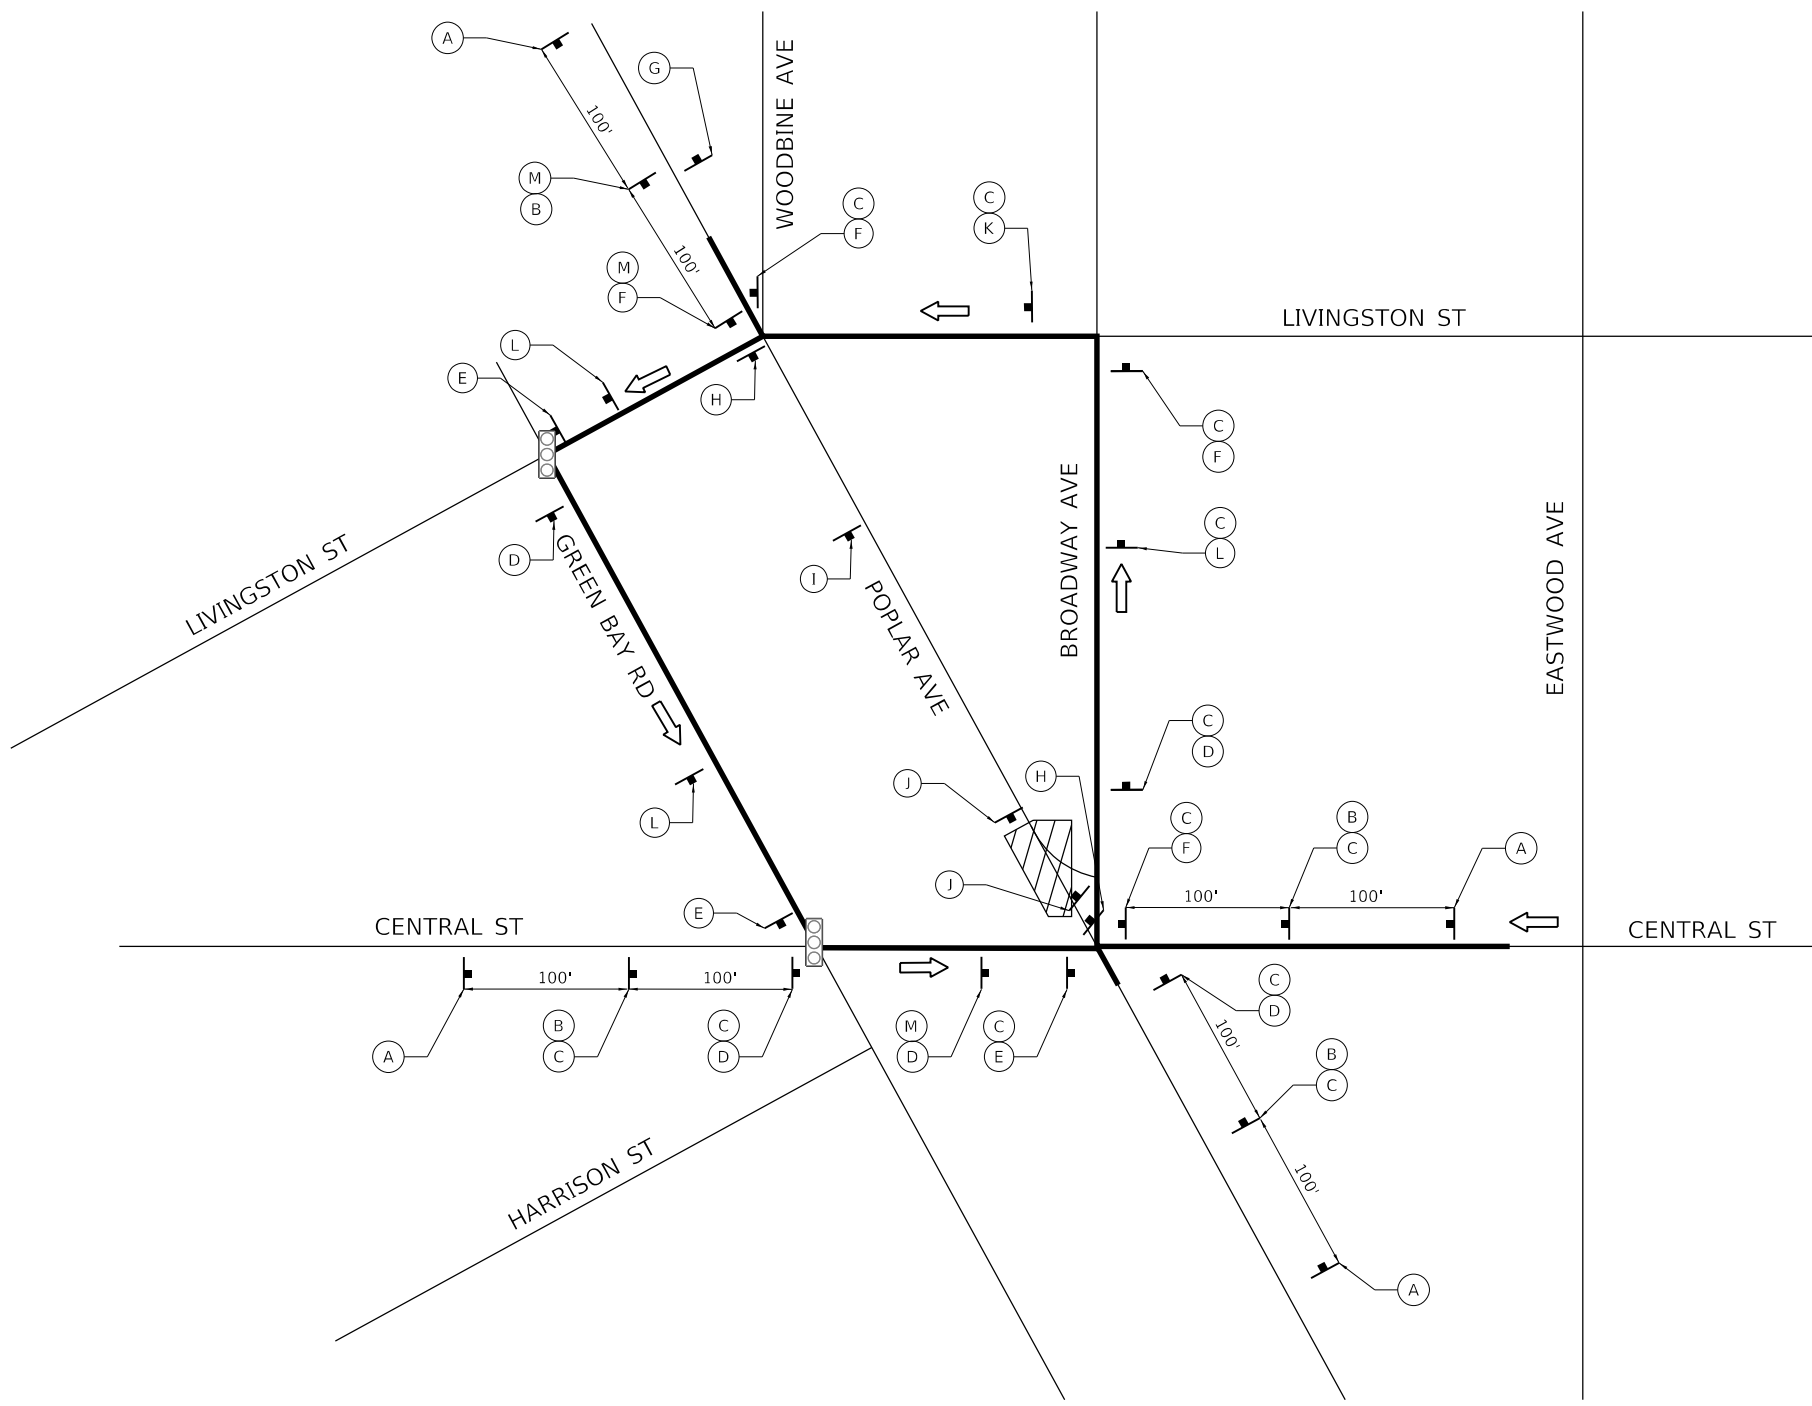 A
G
WOODBINE AVE
100'
M
B
C
F
C
K
100'
M
F
LIVINGSTON ST
L
E
H
C
F
BROADWAY AVE
EASTWOOD AVE
LIVINGSTON ST
D
GREEN BAY RD
I
POPLAR AVE
C
L
C
D
J
H
L
C
F
B
C
A
J
100'
100'
E
CENTRAL ST
CENTRAL ST
100'
100'
A
B
C
C
D
M
D
C
E
C
D
100'
B
C
HARRISON ST
100'
A